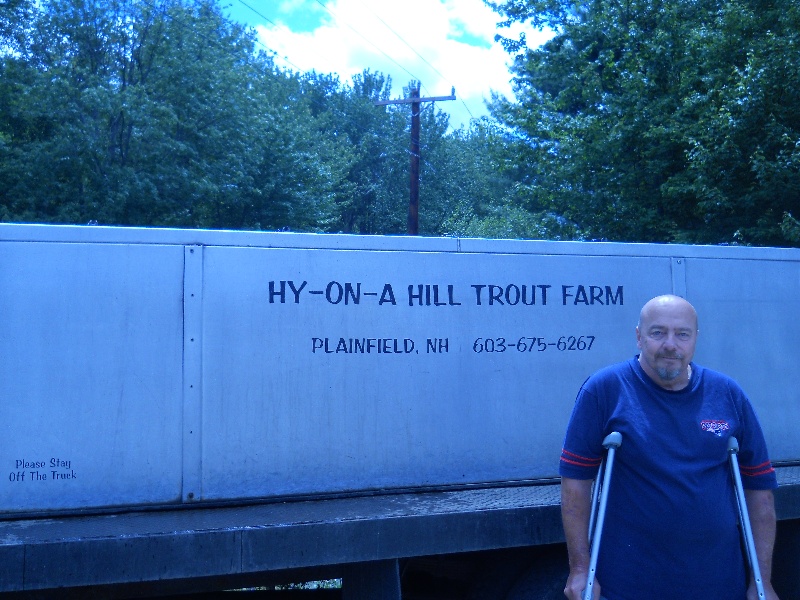 HY-ON-A HILL TROUT FARM
PLAINFIELD, NH 603-675-6267
Please Stay
Off The Truck